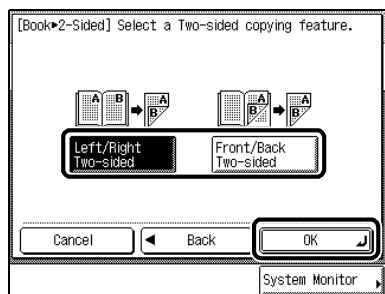 [Book▶2-Sided] Select a Two-sided copying feature.
A B A B
A B A B
Left/Right
Two-sided
Front/Back
Two-sided
Cancel
◀ Back
OK
System Monitor